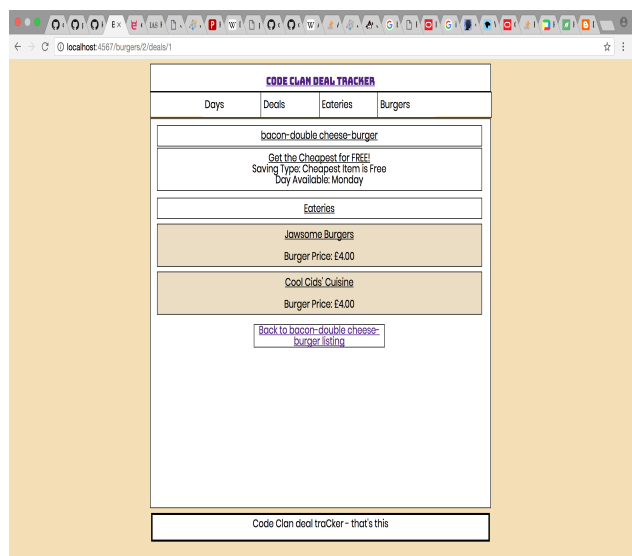 localhost:4567/burgers/2/deals/1
CODE CLAN DEAL TRACKER
Days Deals Eateries Burgers
bacon-double cheese-burger
Get the Cheapest for FREE!
Saving Type: Cheapest Item is Free
Day Available: Monday
Eateries
Jawsome Burgers
Burger Price: £4.00
Cool Cids' Cuisine
Burger Price: £4.00
Back to bacon-double cheese-
burger listing
Code Clan deal traCker - that's this